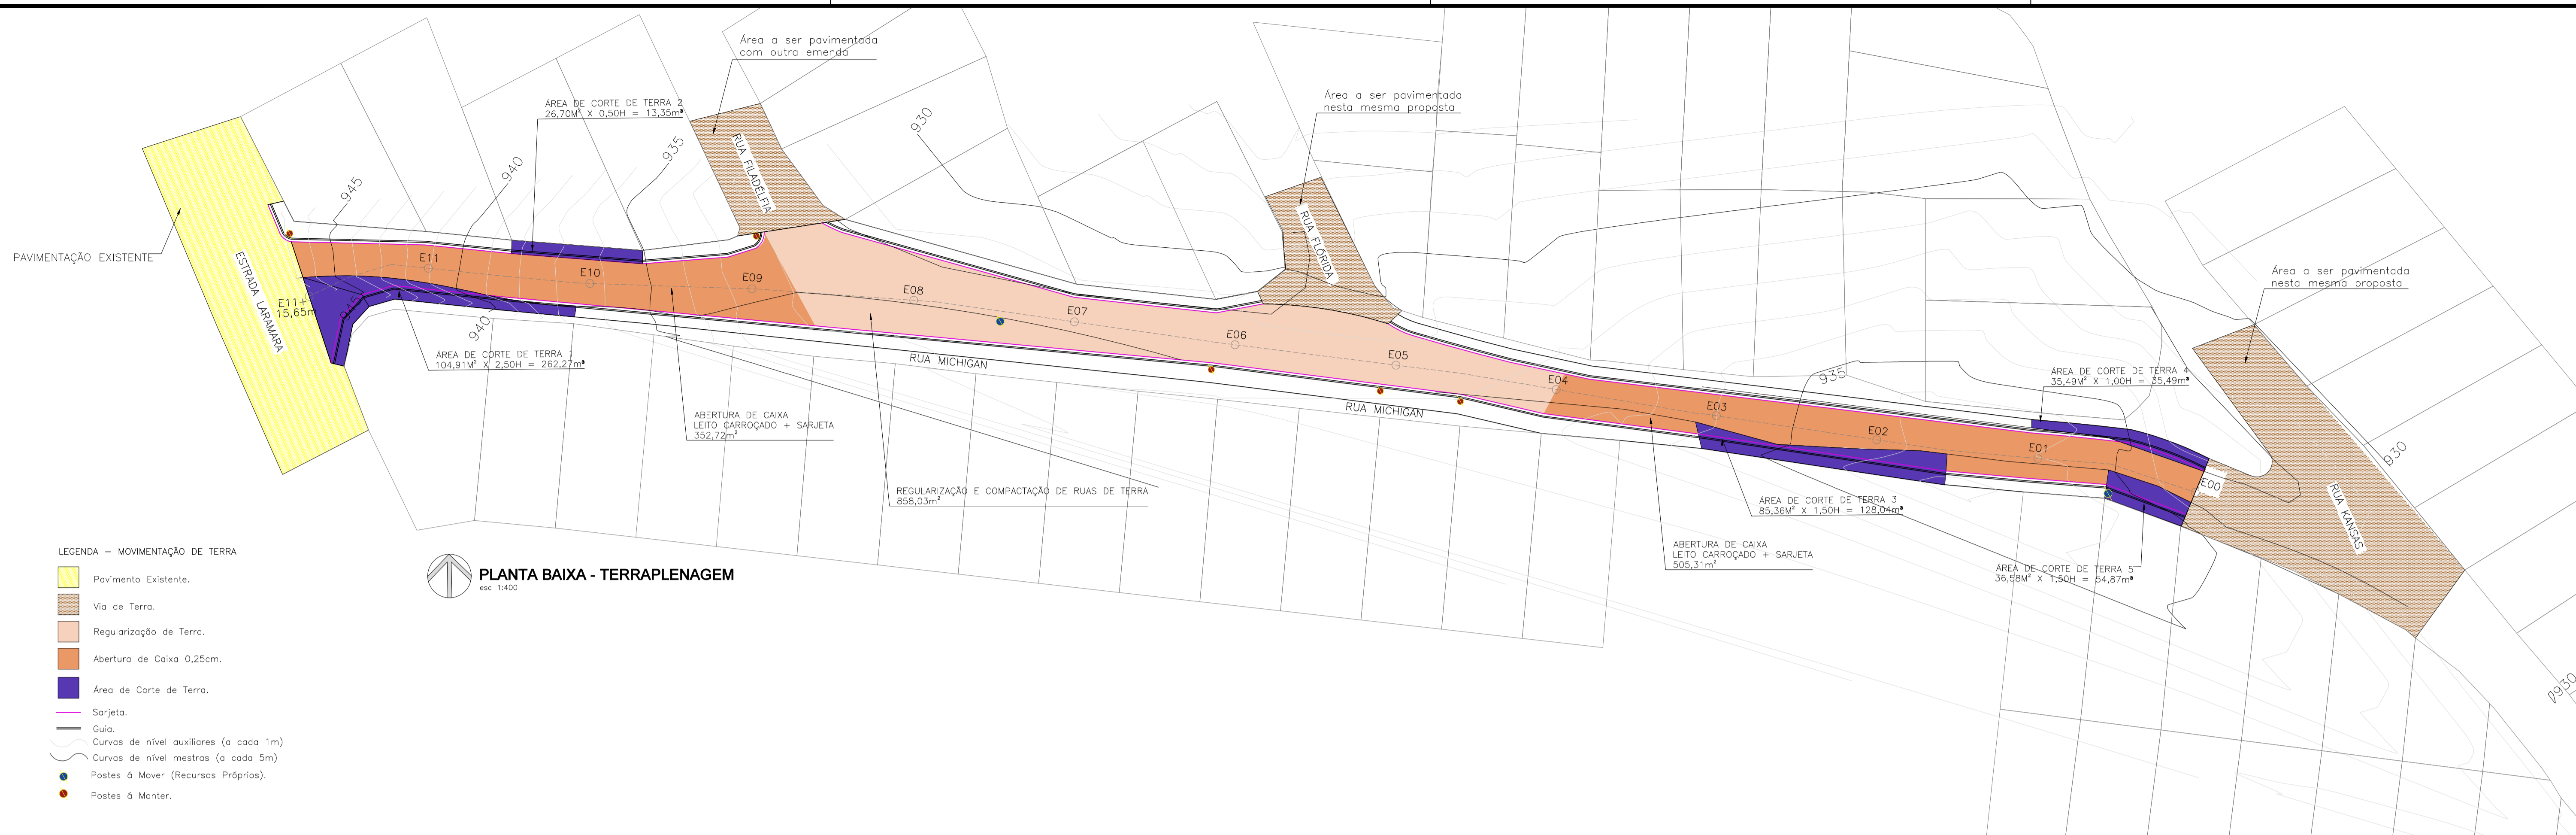 Área a ser pavimentada
com outra emenda
Área a ser pavimentada
nesta mesma proposta
ÁREA DE CORTE DE TERRA 2
26,70M² X 0,50H = 13,35m³
930
935
940
945
RUA FILADÉLFIA
RUA FLÓRIDA
PAVIMENTAÇÃO EXISTENTE
ESTRADA LARAMARA
E11+
15,65m
945
E11
E10
E09
E08
E07
E06
E05
E04
E03
E02
E01
E00
940
ÁREA DE CORTE DE TERRA 1
104,91M² X 2,50H = 262,27m³
RUA MICHIGAN
RUA MICHIGAN
935
Área a ser pavimentada
nesta mesma proposta
ÁREA DE CORTE DE TERRA 4
35,49M² X 1,00H = 35,49m³
ABERTURA DE CAIXA
LEITO CARROÇADO + SARJETA
352,72m²
REGULARIZAÇÃO E COMPACTAÇÃO DE RUAS DE TERRA
858,03m²
ÁREA DE CORTE DE TERRA 3
85,36M² X 1,50H = 128,04m³
ABERTURA DE CAIXA
LEITO CARROÇADO + SARJETA
505,31m²
ÁREA DE CORTE DE TERRA 5
36,58M² X 1,50H = 54,87m³
RUA KANSAS
930
930
LEGENDA – MOVIMENTAÇÃO DE TERRA
Pavimento Existente.
Via de Terra.
Regularização de Terra.
Abertura de Caixa 0,25cm.
Área de Corte de Terra.
Sarjeta.
Guia.
Curvas de nível auxiliares (a cada 1m)
Curvas de nível mestras (a cada 5m)
Postes á Mover (Recursos Próprios).
Postes á Manter.
PLANTA BAIXA - TERRAPLENAGEM
esc 1:400